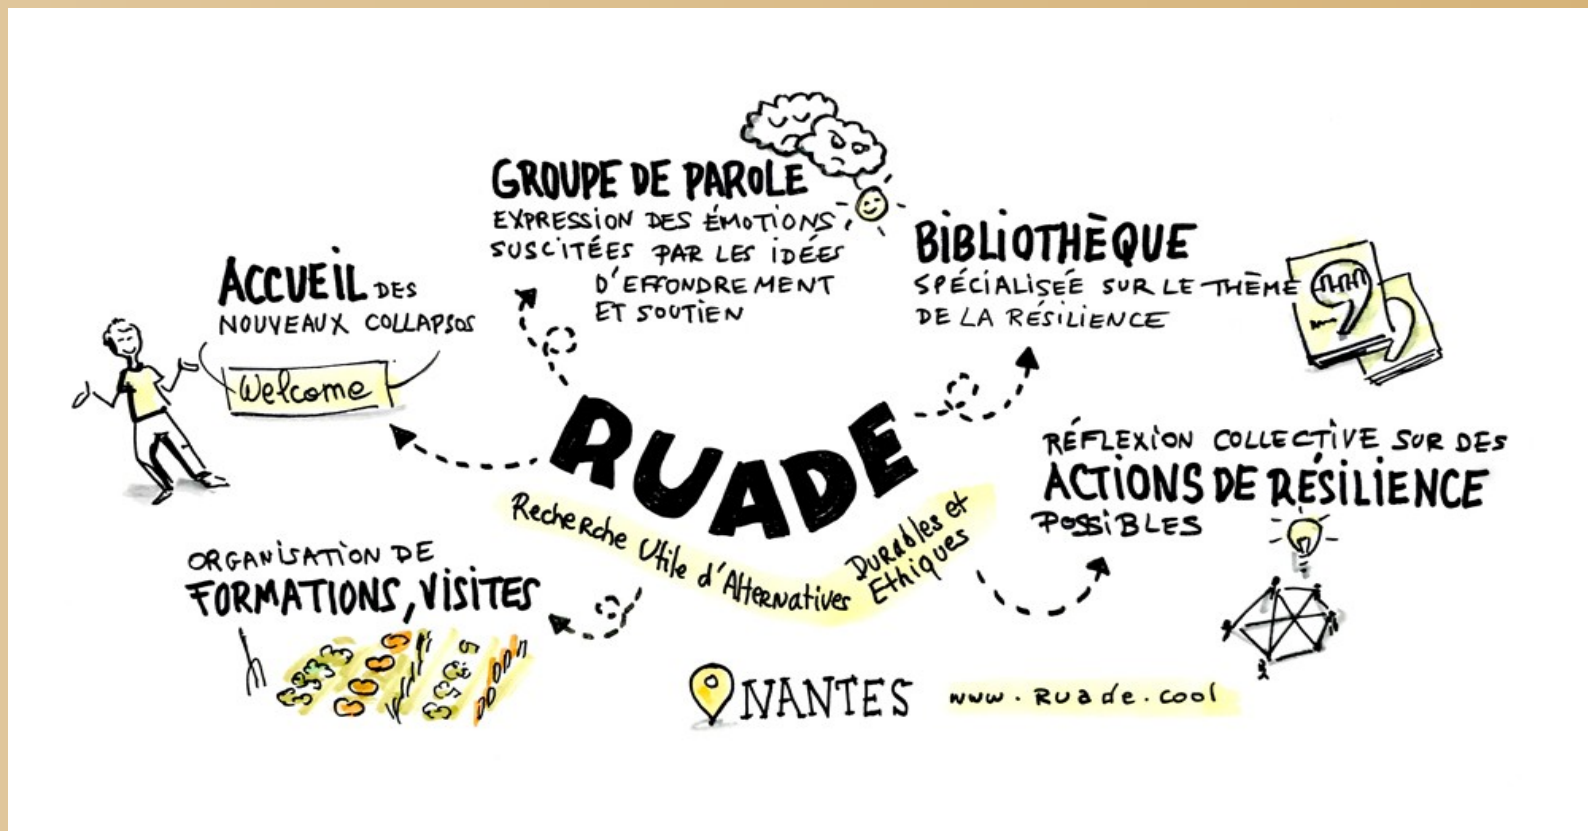 GROUPE DE PAROLE
EXPRESSION DES ÉMOTIONS
SUSCITÉES PAR LES IDÉES
D'EFFONDREMENT
ET SOUTIEN
BIBLIOTHÈQUE
SPÉCIALISÉE SUR LE THÈME
DE LA RÉSILIENCE
ACCUEIL DES
NOUVEAUX COLLAPSOS
Welcome
RUADE
Recherche Utile d'Alternatives Durables et
Ethiques
RÉFLEXION COLLECTIVE SUR DES
ACTIONS DE RÉSILIENCE
POSSIBLES
ORGANISATION DE
FORMATIONS, VISITES
NANTES
www.Ruade.cool